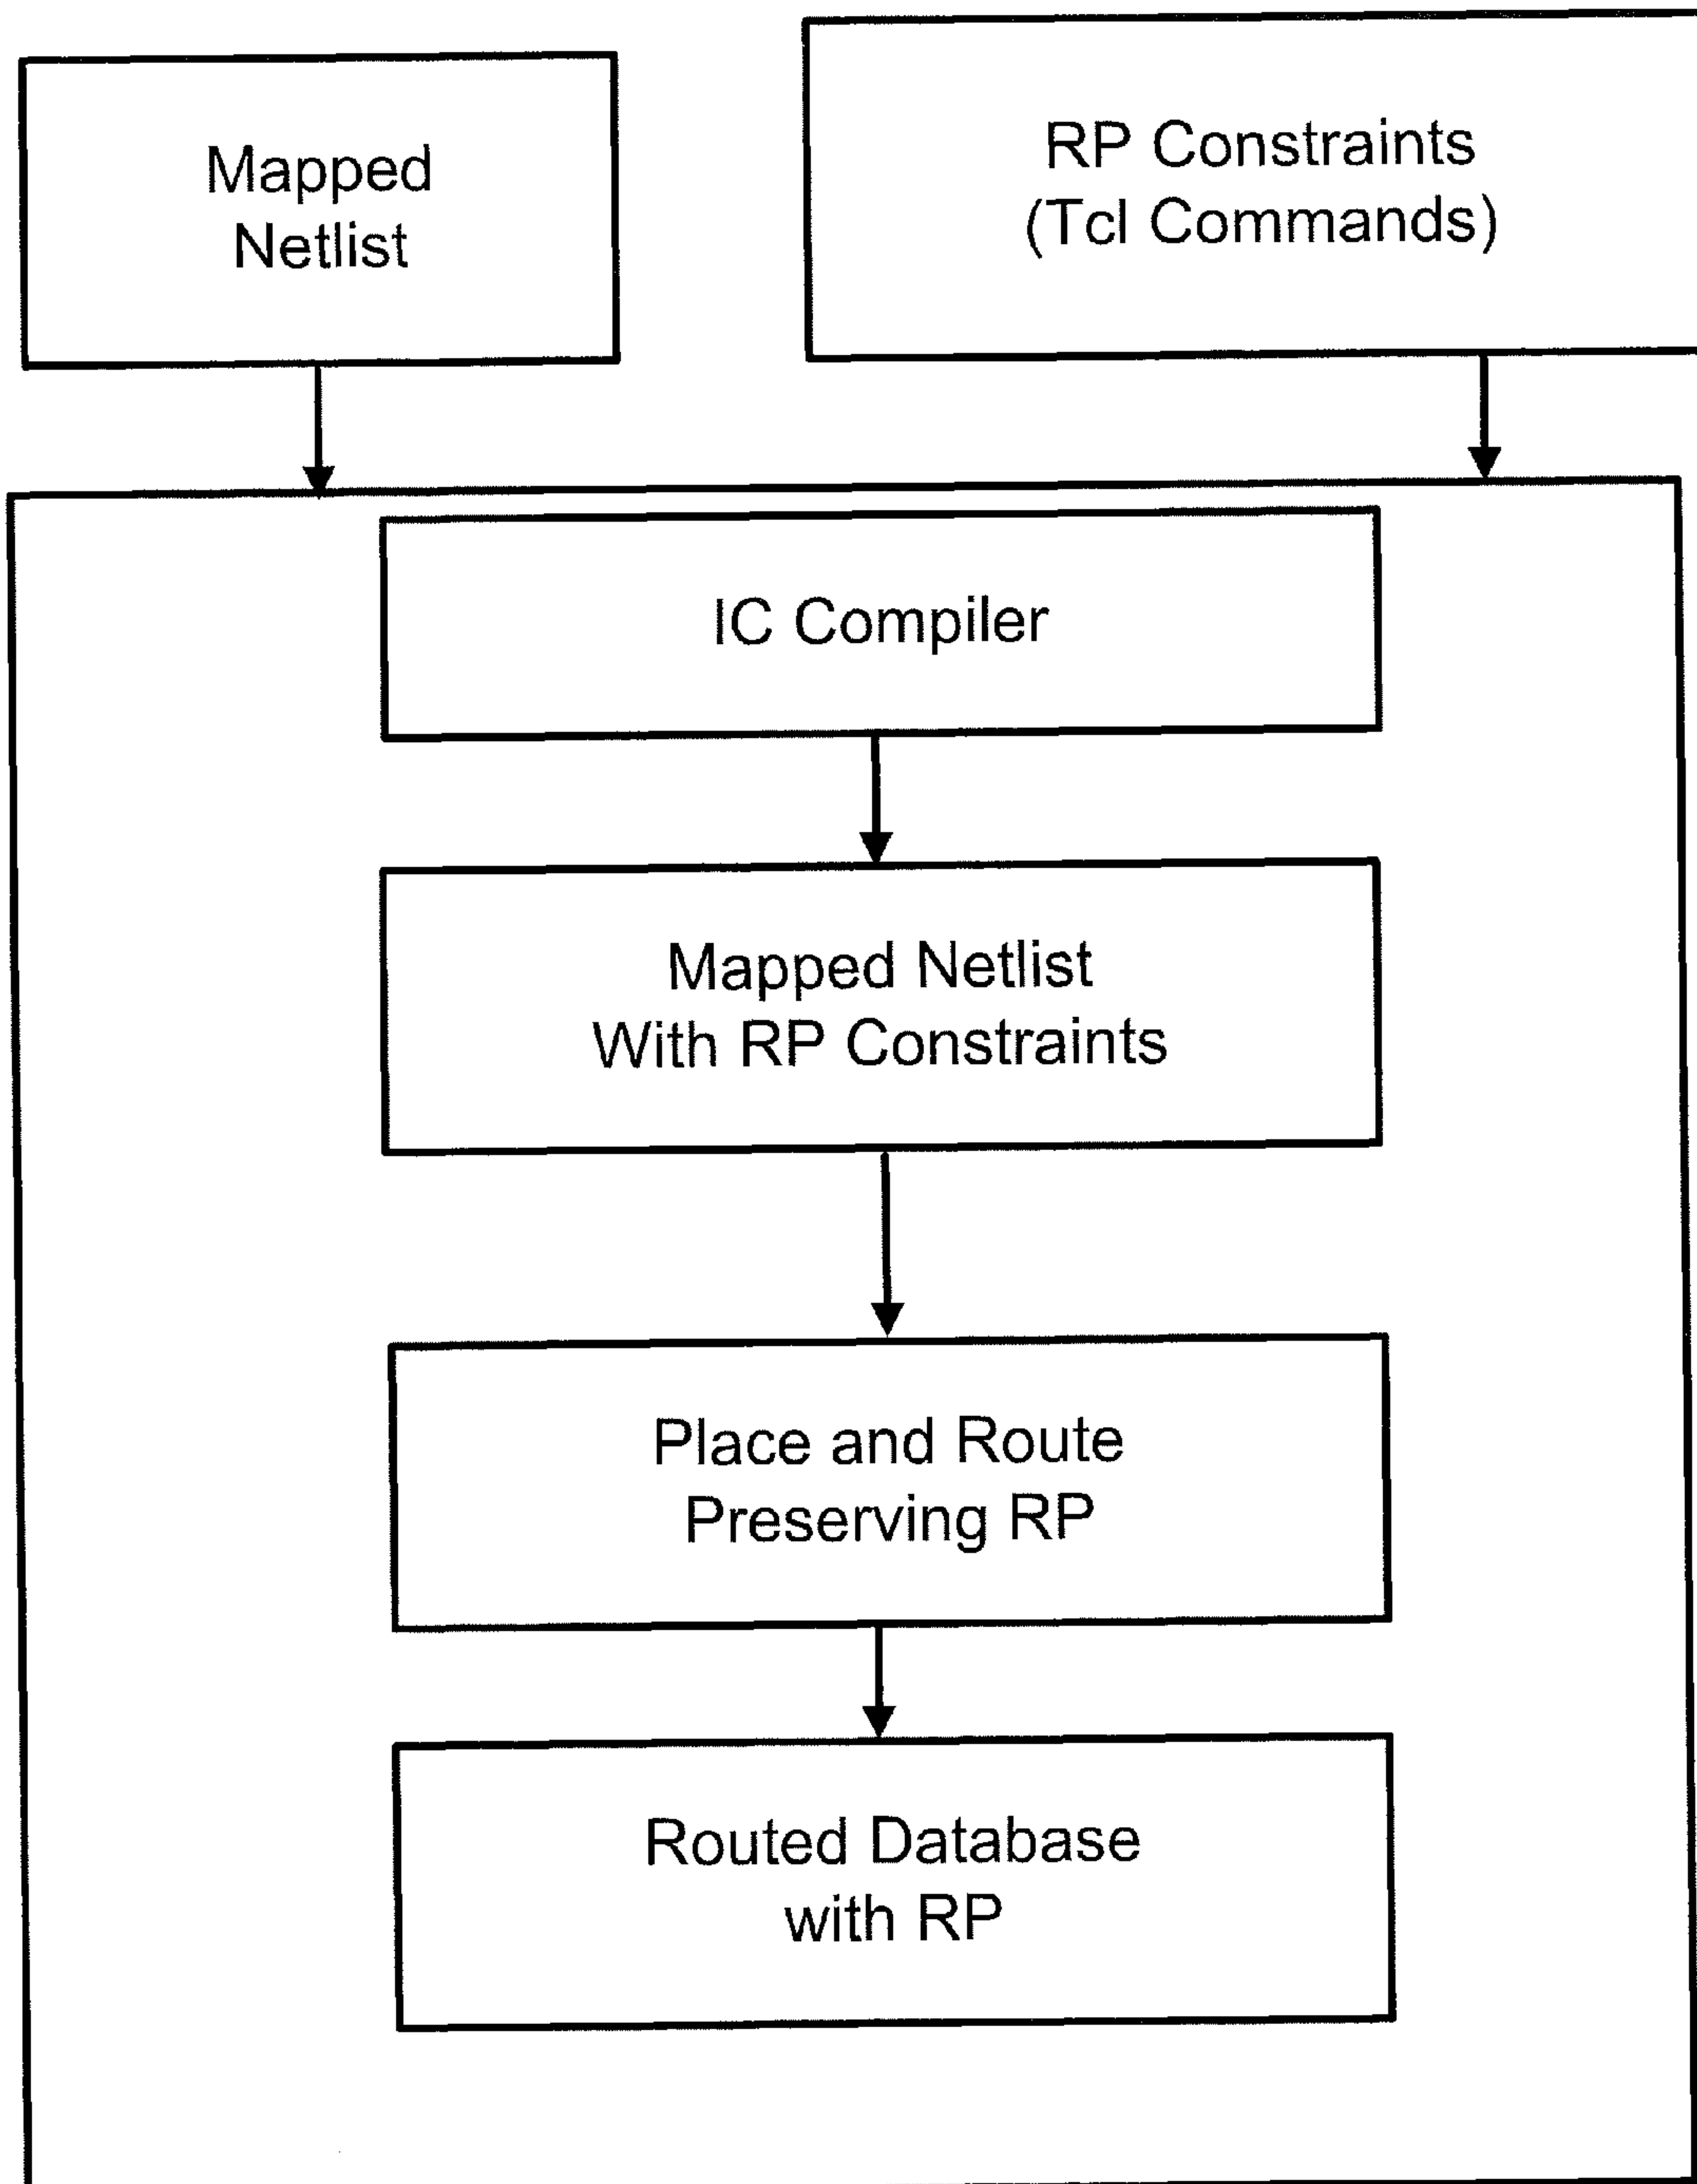 Mapped
Netlist
RP Constraints
(Tcl Commands)
IC Compiler
Mapped Netlist
With RP Constraints
Place and Route
Preserving RP
Routed Database
with RP